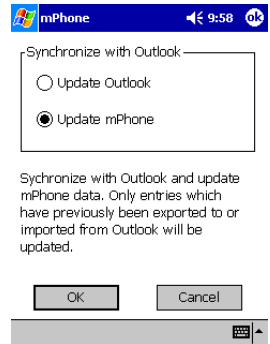 mPhone 9:58 ok
Synchronize with Outlook
Update Outlook
Update mPhone
Sychronize with Outlook and update
mPhone data. Only entries which
have previously been exported to or
imported from Outlook will be
updated.
OK Cancel